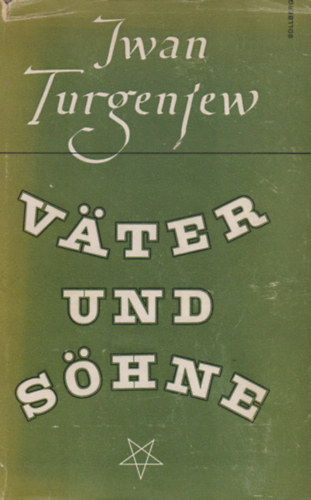 Iwan
Turgenjew
VÄTER
UND
SÖHNE